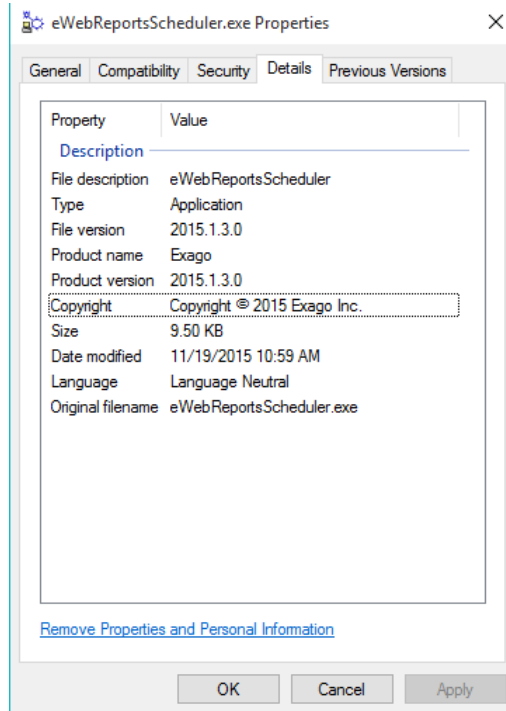 eWebReportsScheduler.exe Properties
General Compatibility Security Details Previous Versions
Property Value
Description
File description eWebReportsScheduler
Type Application
File version 2015.1.3.0
Product name Exago
Product version 2015.1.3.0
Copyright Copyright © 2015 Exago Inc.
Size 9.50 KB
Date modified 11/19/2015 10:59 AM
Language Language Neutral
Original filename eWebReportsScheduler.exe
Remove Properties and Personal Information
OK Cancel Apply